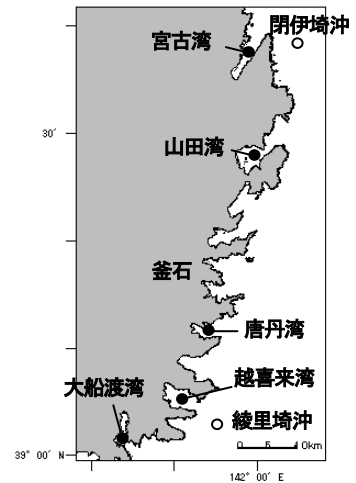 閉伊埼沖
宮古湾
30′
山田湾
釜石
唐丹湾
越喜来湾
大船渡湾
綾里埼沖
0 5 10km
39° 00′ N
142° 00′ E